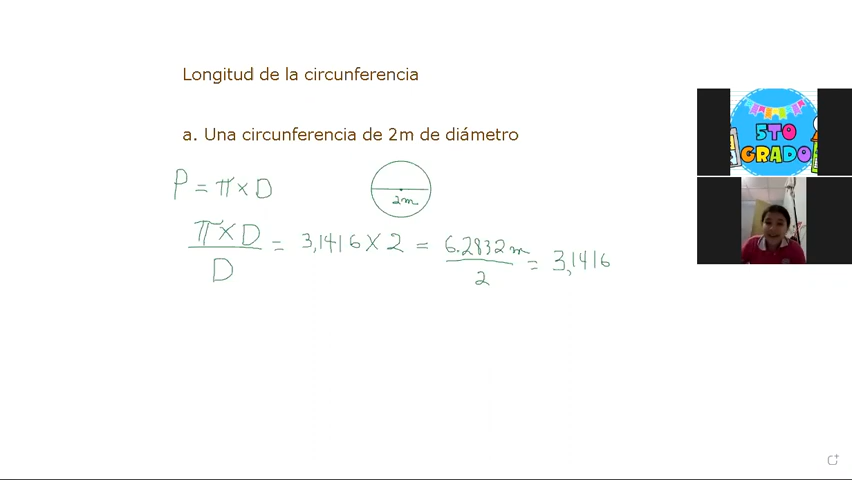 Longitud de la circunferencia
a. Una circunferencia de 2m de diámetro
P = π x D
2m
π x D
D
= 3,1416 x 2 =
6.2832 m
2
= 3,1416
5TO
GRADO